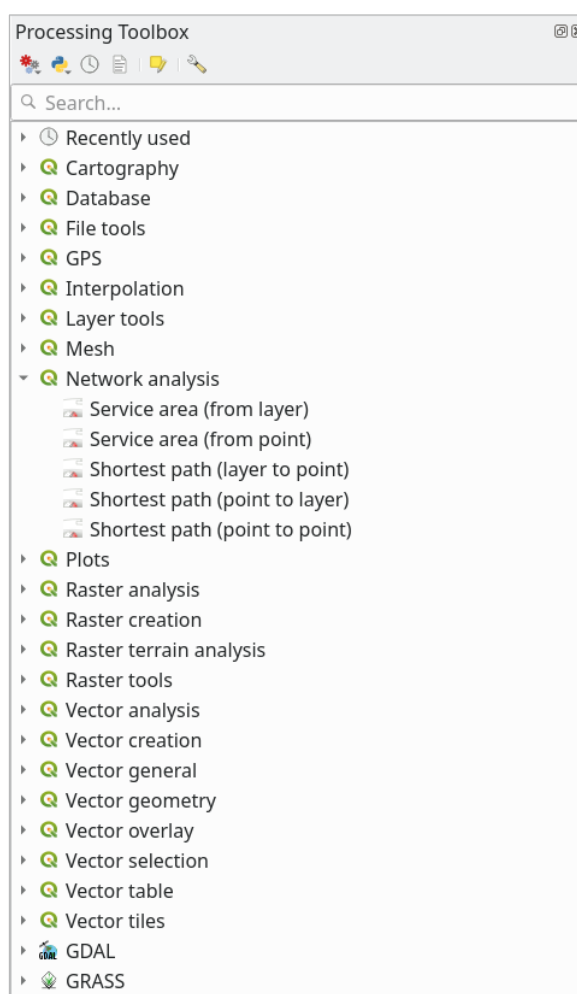 Processing Toolbox
Search...
Recently used
Cartography
Database
File tools
GPS
Interpolation
Layer tools
Mesh
Network analysis
Service area (from layer)
Service area (from point)
Shortest path (layer to point)
Shortest path (point to layer)
Shortest path (point to point)
Plots
Raster analysis
Raster creation
Raster terrain analysis
Raster tools
Vector analysis
Vector creation
Vector general
Vector geometry
Vector overlay
Vector selection
Vector table
Vector tiles
GDAL GDAL
GRASS